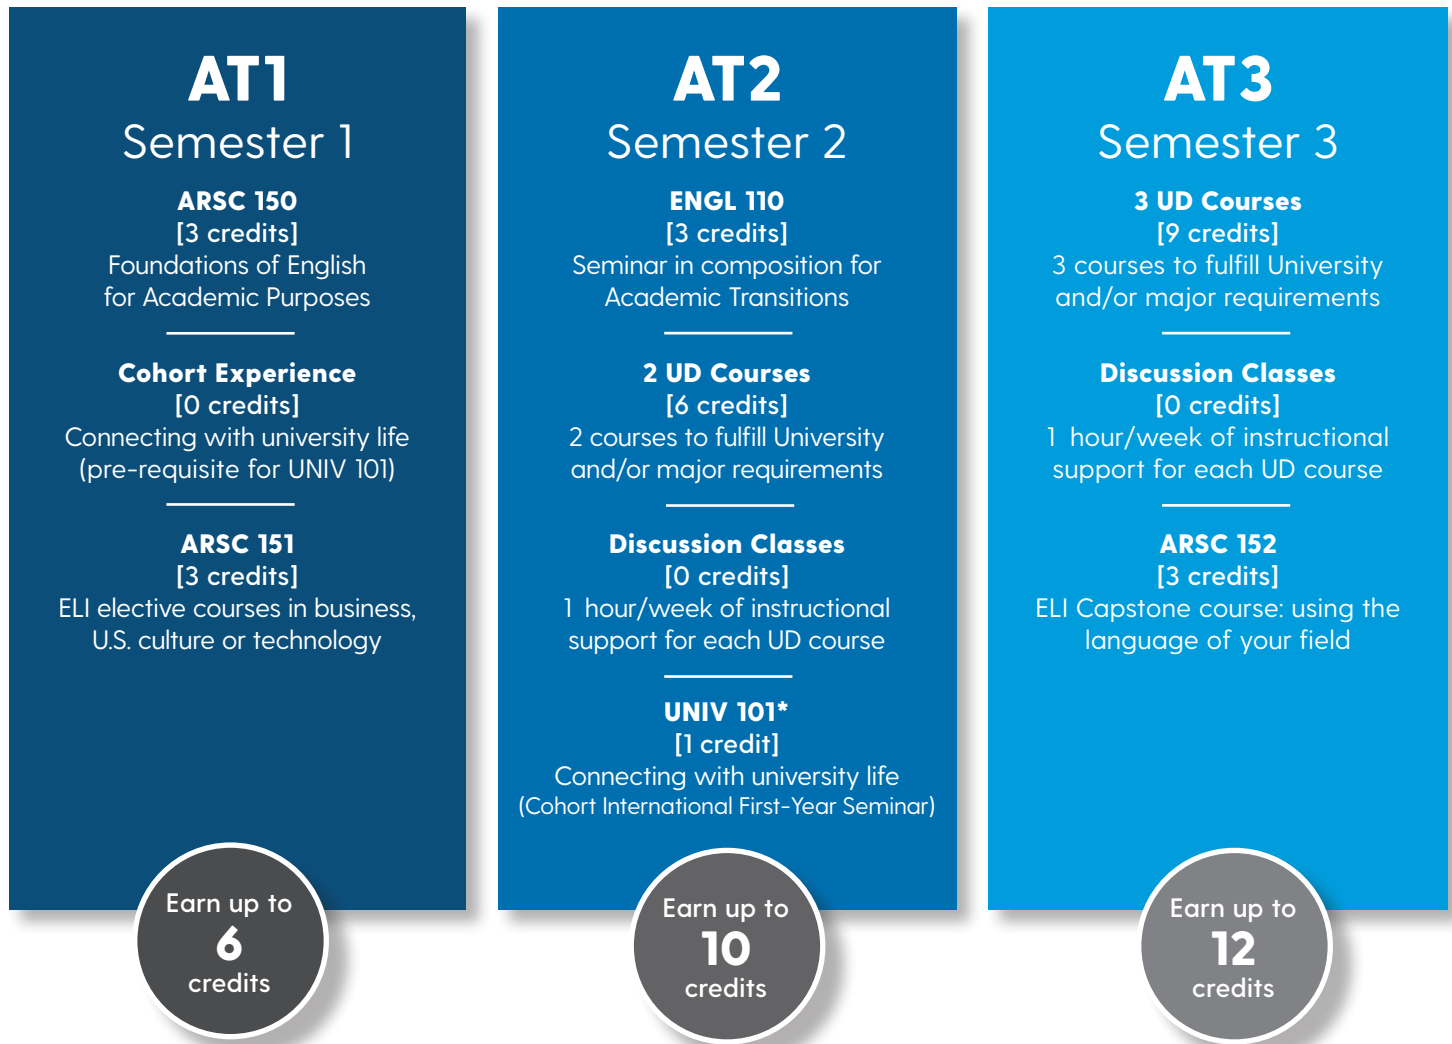 AT1
Semester 1
ARSC 150
[3 credits]
Foundations of English
for Academic Purposes
Cohort Experience
[0 credits]
Connecting with university life
(pre-requisite for UNIV 101)
ARSC 151
[3 credits]
ELI elective courses in business,
U.S. culture or technology
Earn up to
6
credits
AT2
Semester 2
ENGL 110
[3 credits]
Seminar in composition for
Academic Transitions
2 UD Courses
[6 credits]
2 courses to fulfill University
and/or major requirements
Discussion Classes
[0 credits]
1 hour/week of instructional
support for each UD course
UNIV 101*
[1 credit]
Connecting with university life
(Cohort International First-Year Seminar)
Earn up to
10
credits
AT3
Semester 3
3 UD Courses
[9 credits]
3 courses to fulfill University
and/or major requirements
Discussion Classes
[0 credits]
1 hour/week of instructional
support for each UD course
ARSC 152
[3 credits]
ELI Capstone course: using the
language of your field
Earn up to
12
credits